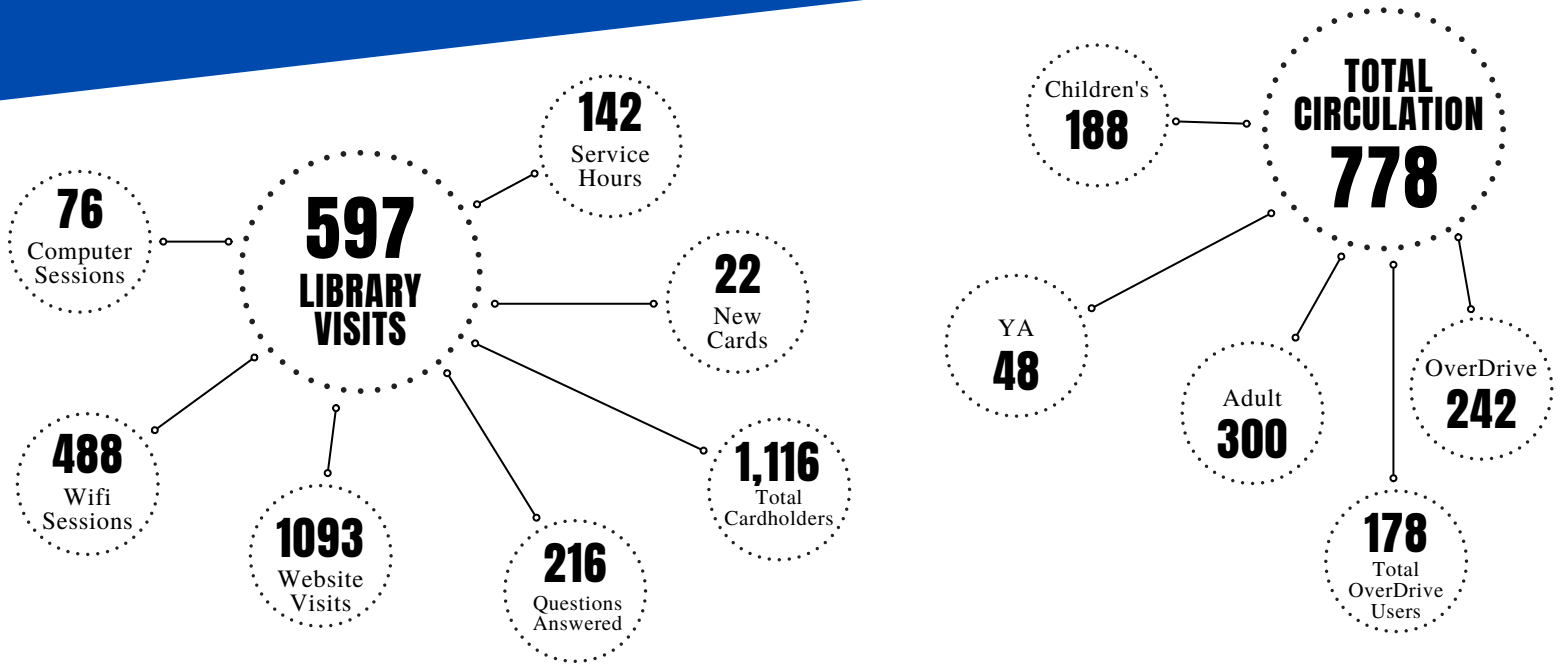 597
LIBRARY
VISITS
142
Service
Hours
76
Computer
Sessions
22
New
Cards
488
Wifi
Sessions
1093
Website
Visits
216
Questions
Answered
1,116
Total
Cardholders
TOTAL
CIRCULATION
778
Children's
188
YA
48
Adult
300
OverDrive
242
178
Total
OverDrive
Users